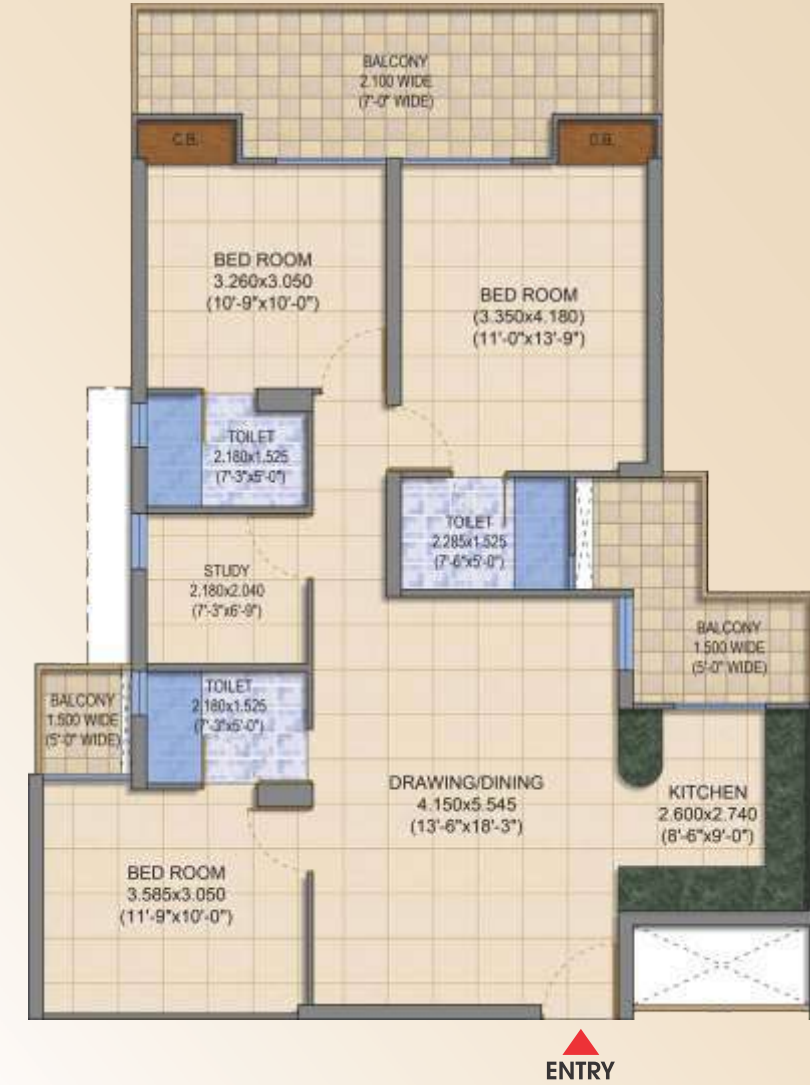 BALCONY
2.100 WIDE
(7'-0" WIDE)
C.B.
BED ROOM
3.260x3.050
(10'-9"x10'-0")
BED ROOM
(3.350x4.180)
(11'-0"x13'-9")
TOILET
2.180x1.525
(7'-3"x5'-0")
TOILET
2.285x1.525
(7'-6"x5'-0")
STUDY
2.180x2.040
(7'-3"x6'-9")
BALCONY
1.500 WIDE
(5'-0" WIDE)
TOILET
2.180x1.525
(7'-3"x5'-0")
BALCONY
1.500 WIDE
(5'-0" WIDE)
DRAWING/DINING
4.150x5.545
(13'-6"x18'-3")
KITCHEN
2.600x2.740
(8'-6"x9'-0")
BED ROOM
3.585x3.050
(11'-9"x10'-0")
ENTRY